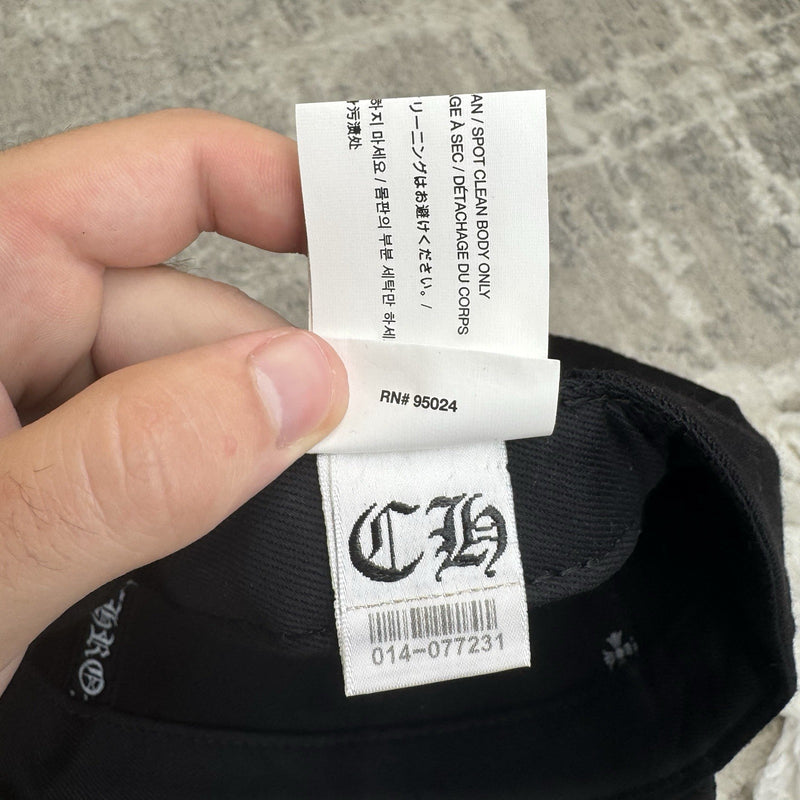 AN / SPOT CLEAN BODY ONLY
GE À SEC / DÉTACHAGE DU CORPS
リーニングはお避けください。/
하지 마세요 / 몸판의 부분 세탁만 하세
污渍处
RN# 95024
CH
014-077231